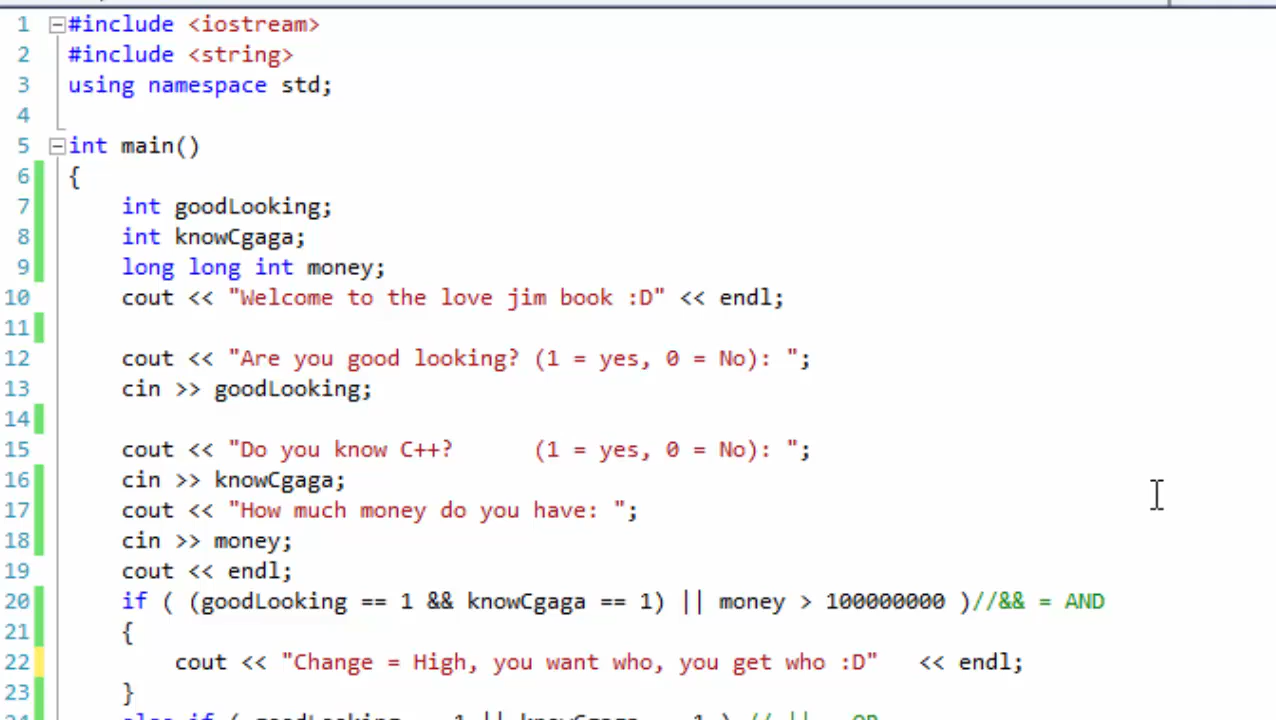 1 #include <iostream>
2 #include <string>
3 using namespace std;
4
5 int main()
6 {
7 int goodLooking;
8 int knowCgaga;
9 long long int money;
10 cout << "Welcome to the love jim book :D" << endl;
11
12 cout << "Are you good looking? (1 = yes, 0 = No): ";
13 cin >> goodLooking;
14
15 cout << "Do you know C++?      (1 = yes, 0 = No): ";
16 cin >> knowCgaga;
17 cout << "How much money do you have: ";
18 cin >> money;
19 cout << endl;
20 if ( (goodLooking == 1 && knowCgaga == 1) || money > 100000000 )//&& = AND
21 {
22 cout << "Change = High, you want who, you get who :D"   << endl;
23 }